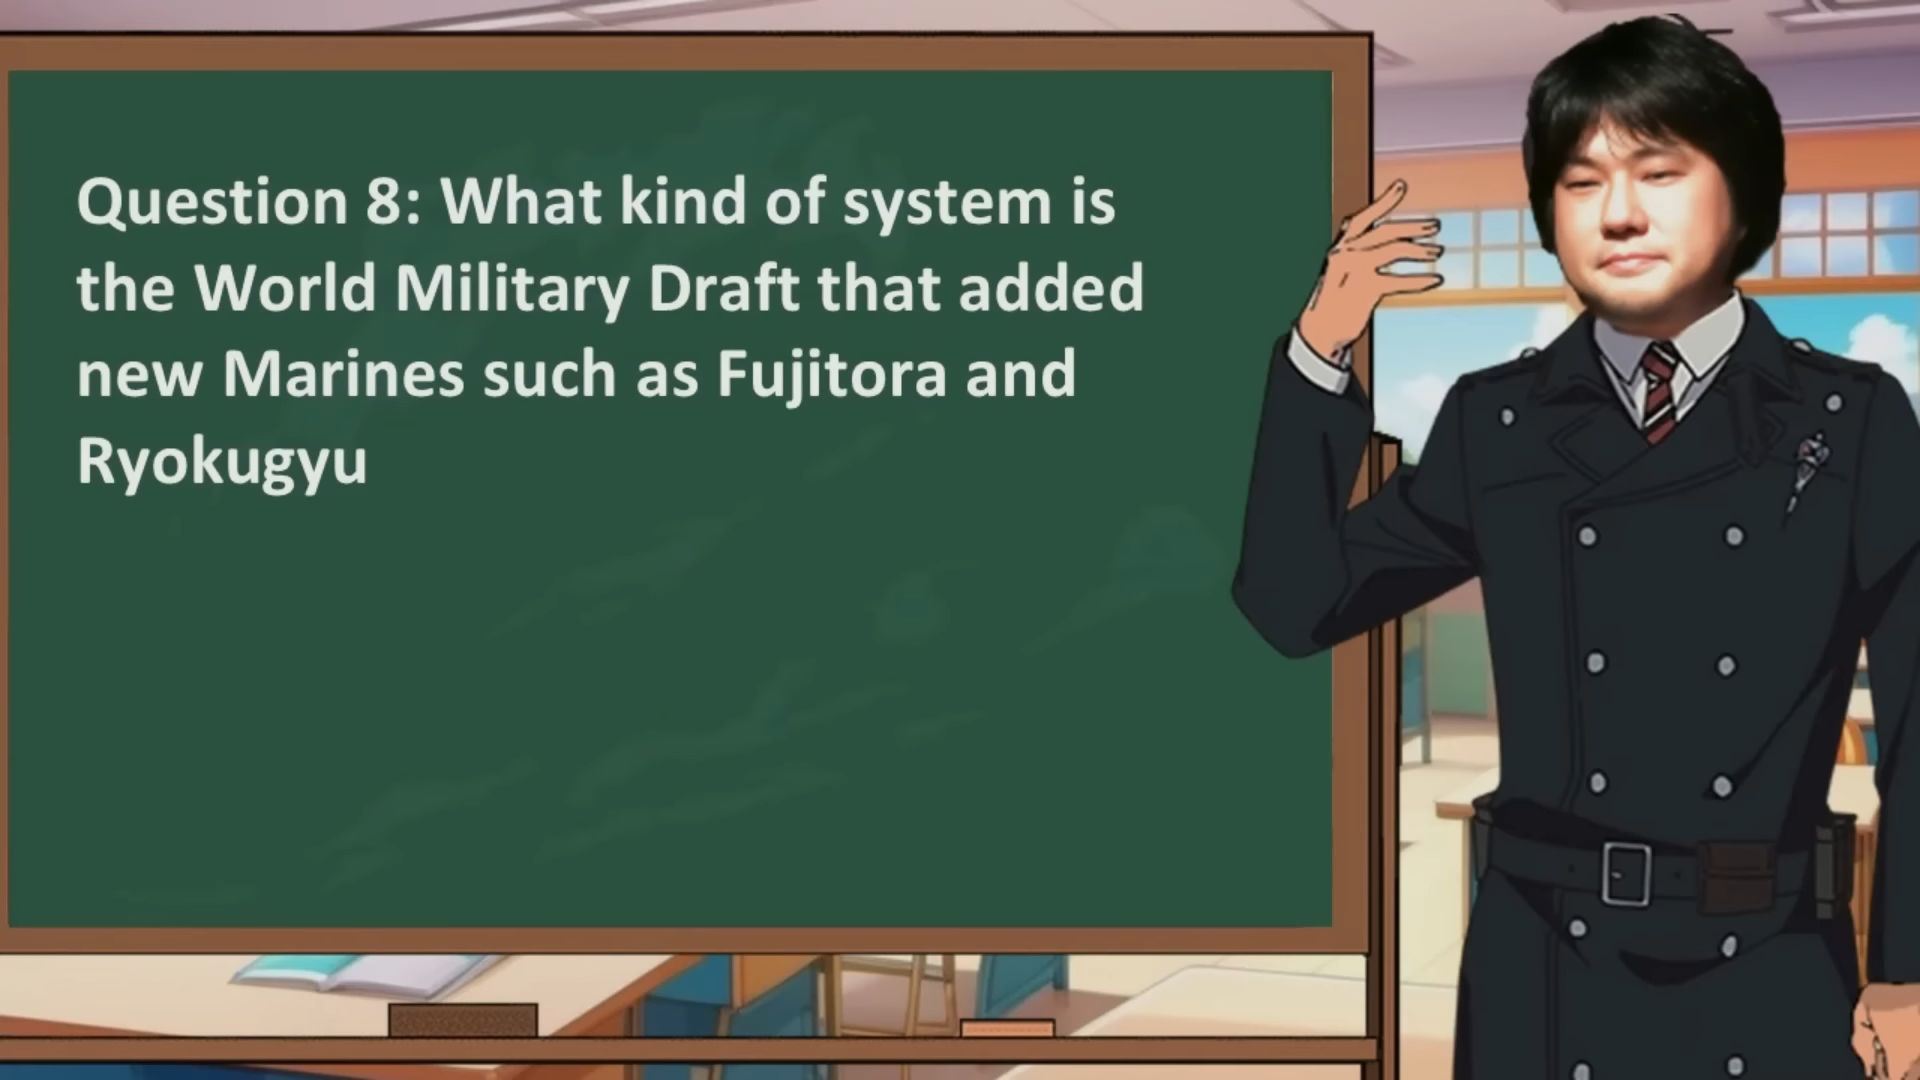 Question 8: What kind of system is
the World Military Draft that added
new Marines such as Fujitora and
Ryokugyu